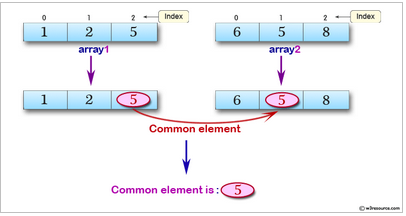 0 1 2 Index
1 2 5
array1
0 1 2 Index
6 5 8
array2
1 2 5
6 5 8
Common element
Common element is : 5
© w3resource.com